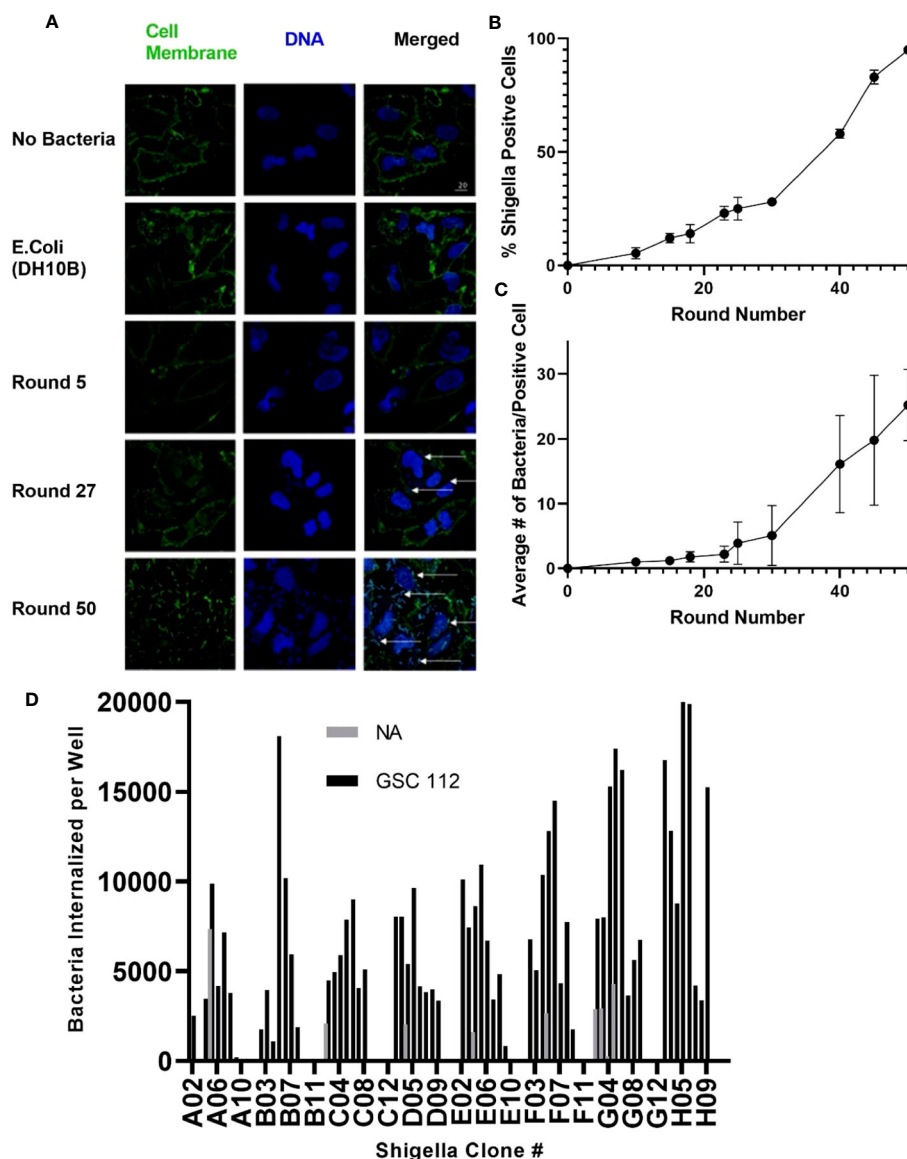 A
Cell
Membrane
DNA
Merged
No Bacteria
20
E.Coli
(DH10B)
Round 5
Round 27
Round 50
B
% Shigella Positve Cells
100
50
0
0
20
40
Round Number
C
Average # of Bacteria/Positive Cell
30
20
10
0
0
20
40
Round Number
D
Bacteria Internalized per Well
20000
15000
10000
5000
0
NA
GSC 112
A02
A06
A10
B03
B07
B11
C04
C08
C12
D05
D09
E02
E06
E10
F03
F07
F11
G04
G08
G12
H05
H09
Shigella Clone #